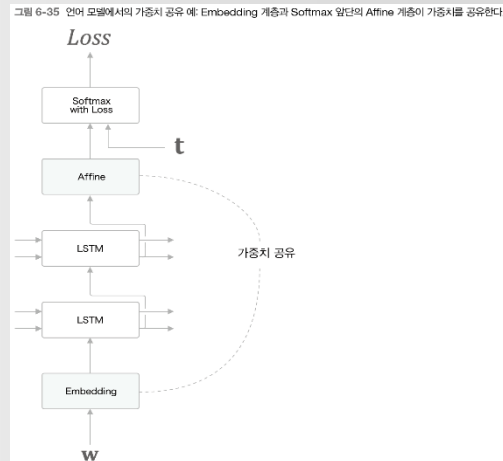 그림 6-35 언어 모델에서의 가중치 공유 예: Embedding 계층과 Softmax 앞단의 Affine 계층이 가중치를 공유한다
Loss
Softmax
with Loss
t
Affine
LSTM
가중치 공유
LSTM
Embedding
w